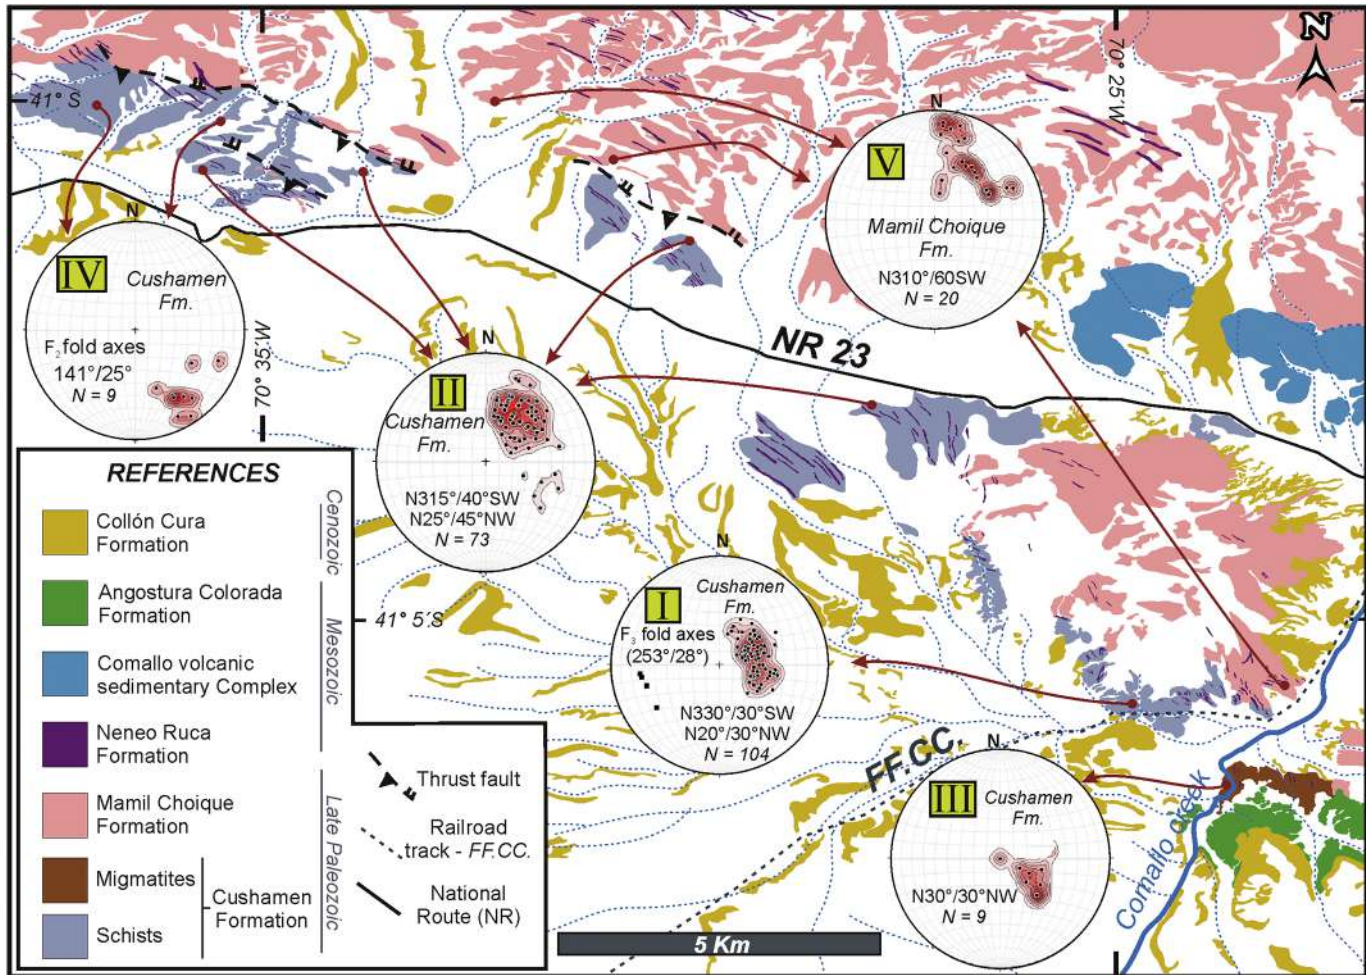 N
41° S
70° 25´W
N
V
Mamil Choique
Fm.
N310°/60SW
N = 20
N
IV
Cushamen
Fm.
F2 fold axes
141°/25°
N = 9
70° 35´W
NR 23
N
II
Cushamen
Fm.
N315°/40°SW
N25°/45°NW
N = 73
N
I
Cushamen
Fm.
F3 fold axes
(253°/28°)
N330°/30°SW
N20°/30°NW
N = 104
41° 5´S
FF.CC.
N
III
Cushamen
Fm.
N30°/30°NW
N = 9
Comallo creek
5 Km
REFERENCES
Collón Cura
Formation
Cenozoic
Angostura Colorada
Formation
Comallo volcanic
sedimentary Complex
Neneo Ruca
Formation
Mesozoic
Mamil Choique
Formation
Migmatites
Schists
Cushamen
Formation
Late Paleozoic
Thrust fault
Railroad
track - FF.CC.
National
Route (NR)